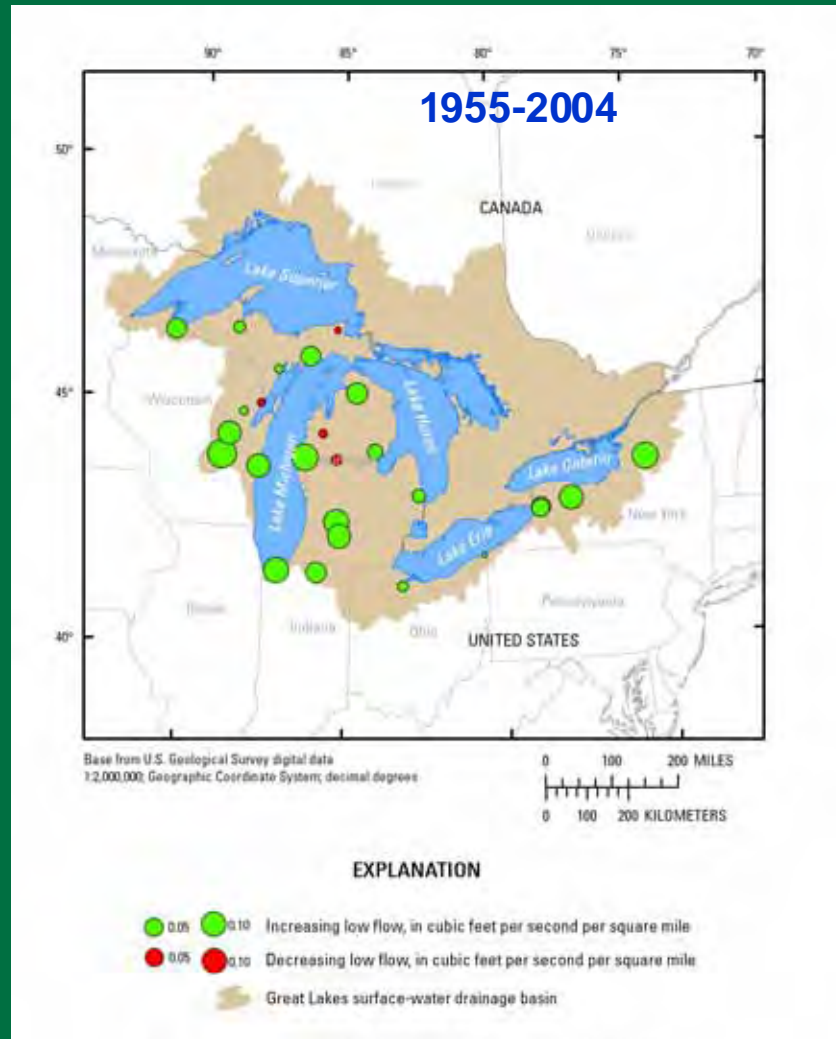 90° 85° 80° 75° 70°
1955-2004
50°
CANADA
Minnesota
Lake Superior
45°
Wisconsin
Lake Huron
Lake Michigan
Lake Ontario
New York
Lake Erie
Pennsylvania
Illinois
Indiana
Ohio
40°
UNITED STATES
Base from U.S. Geological Survey digital data
1:2,000,000; Geographic Coordinate System; decimal degrees
0 100 200 MILES
0 100 200 KILOMETERS
EXPLANATION
0.05 0.10 Increasing low flow, in cubic feet per second per square mile
0.05 0.10 Decreasing low flow, in cubic feet per second per square mile
Great Lakes surface-water drainage basin